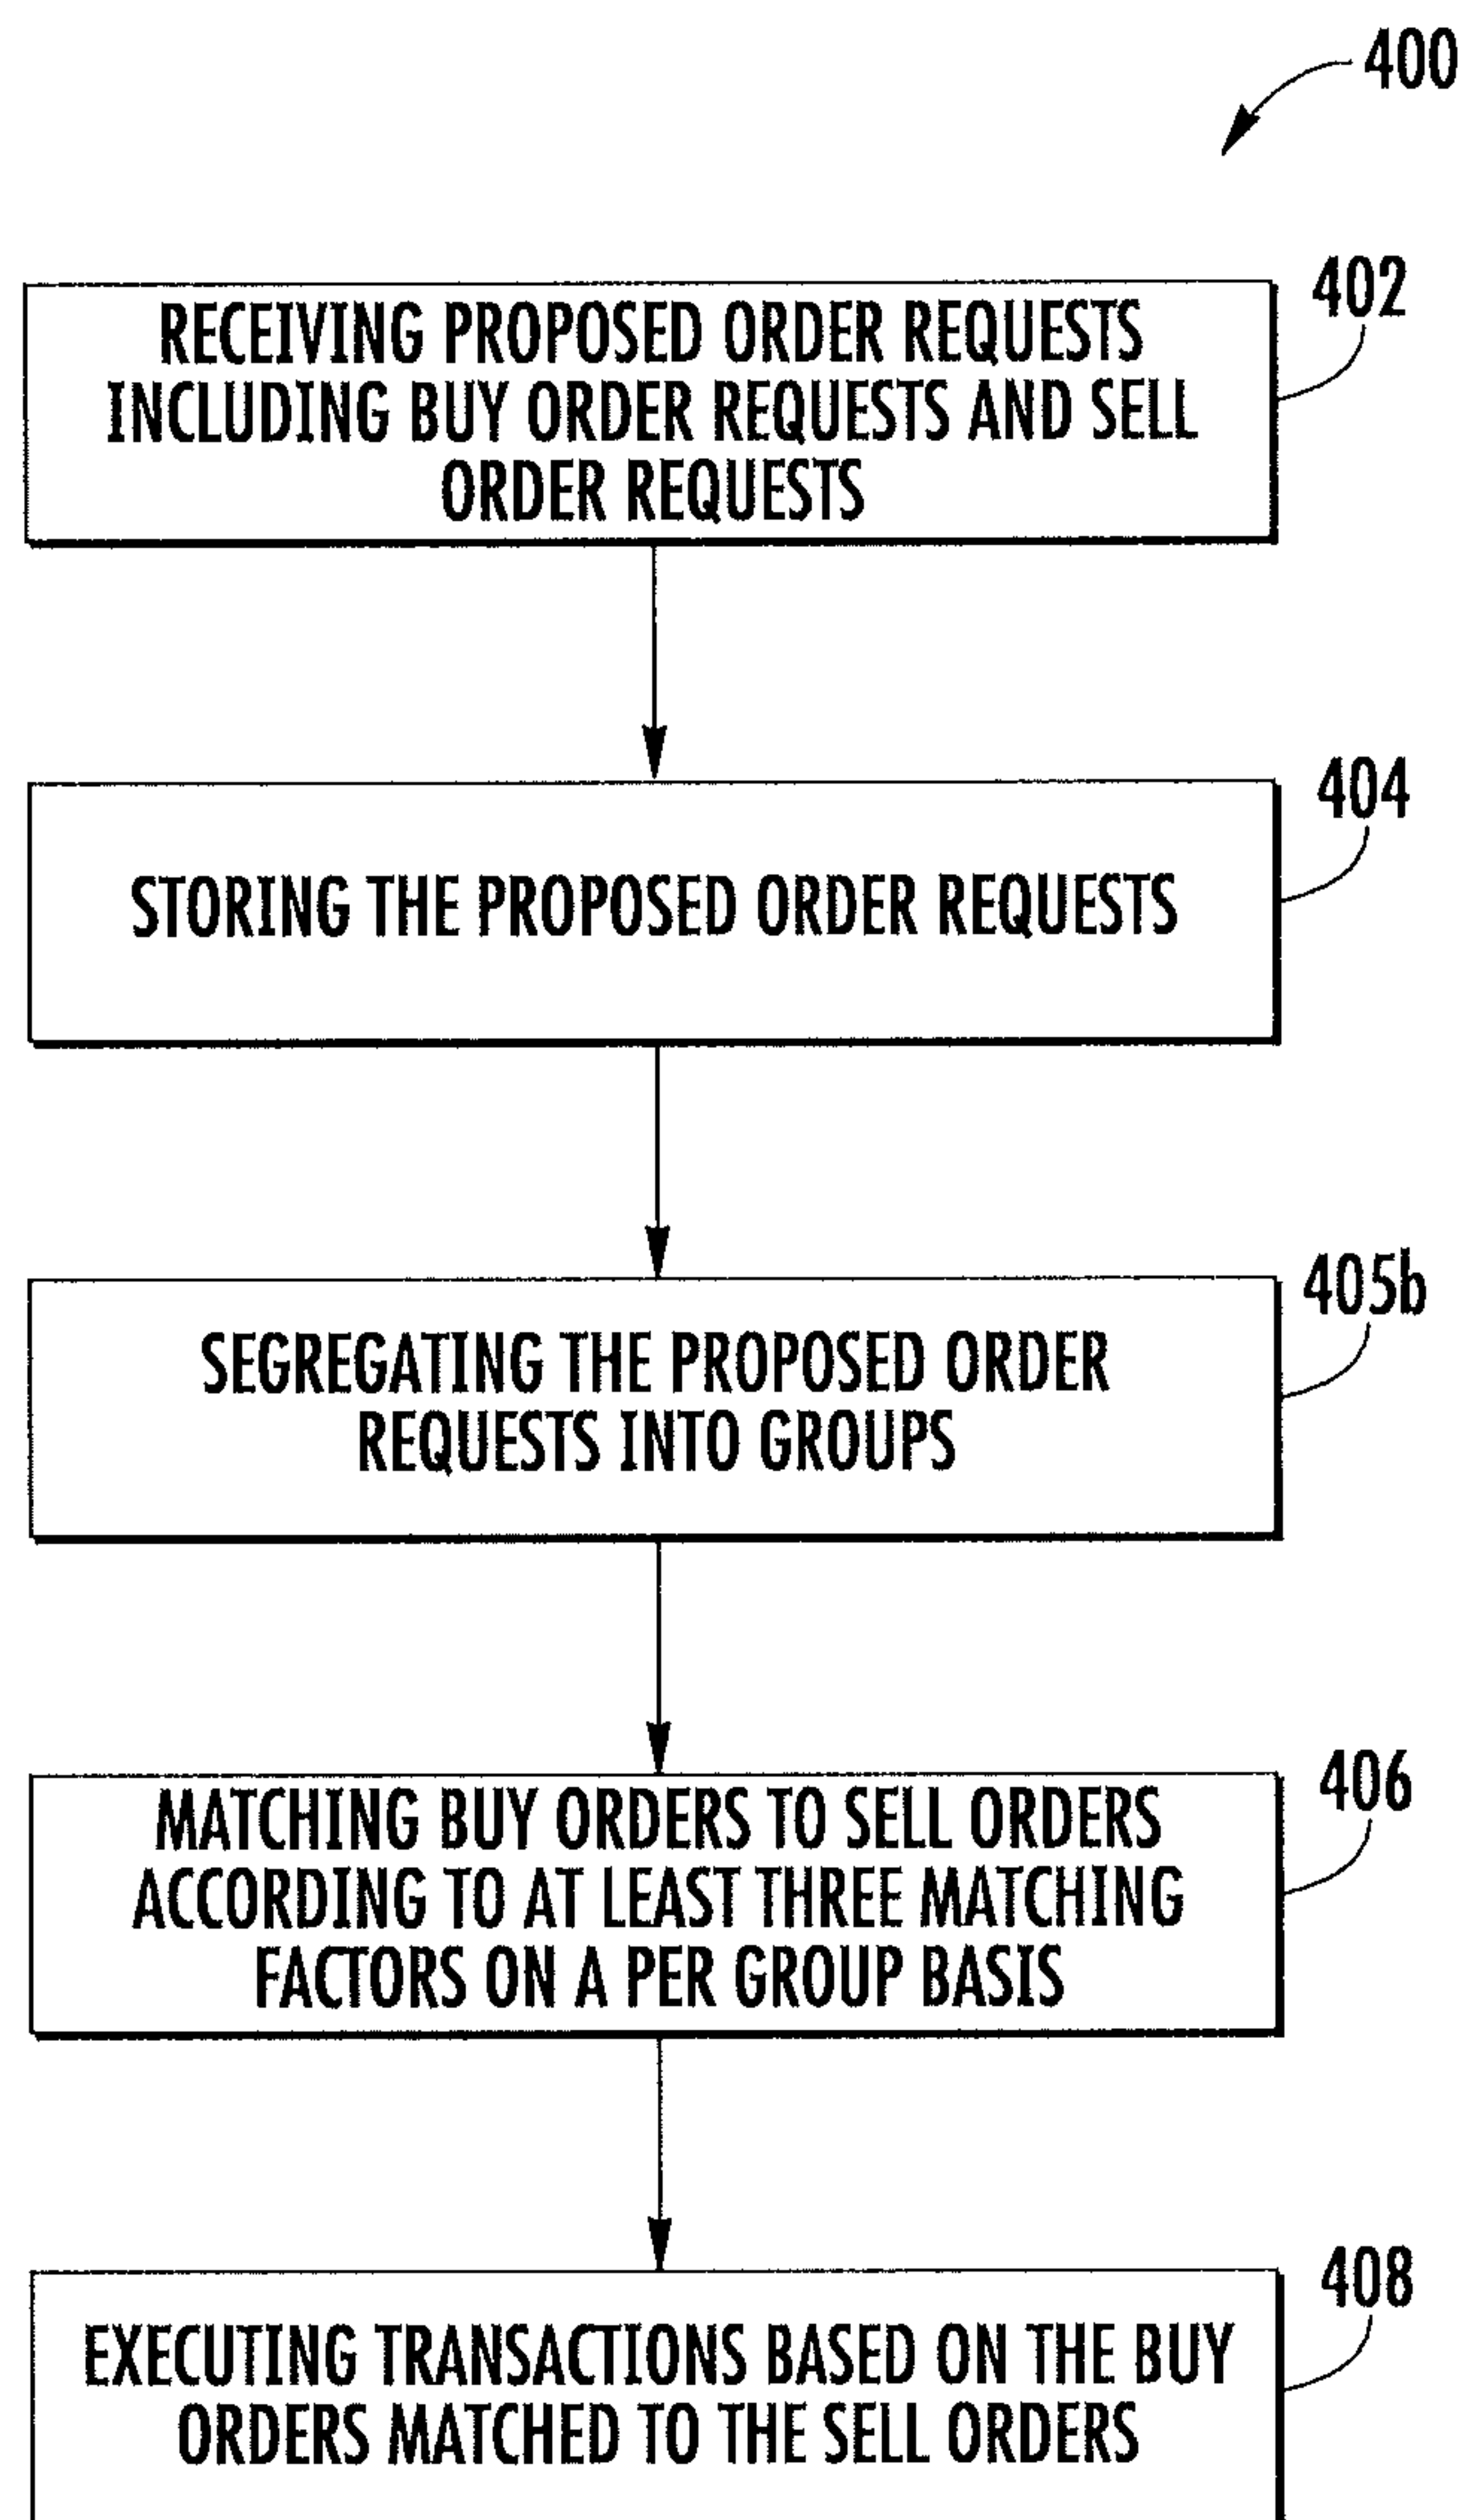 400
402
RECEIVING PROPOSED ORDER REQUESTS
INCLUDING BUY ORDER REQUESTS AND SELL
ORDER REQUESTS
404
STORING THE PROPOSED ORDER REQUESTS
405b
SEGREGATING THE PROPOSED ORDER
REQUESTS INTO GROUPS
406
MATCHING BUY ORDERS TO SELL ORDERS
ACCORDING TO AT LEAST THREE MATCHING
FACTORS ON A PER GROUP BASIS
408
EXECUTING TRANSACTIONS BASED ON THE BUY
ORDERS MATCHED TO THE SELL ORDERS